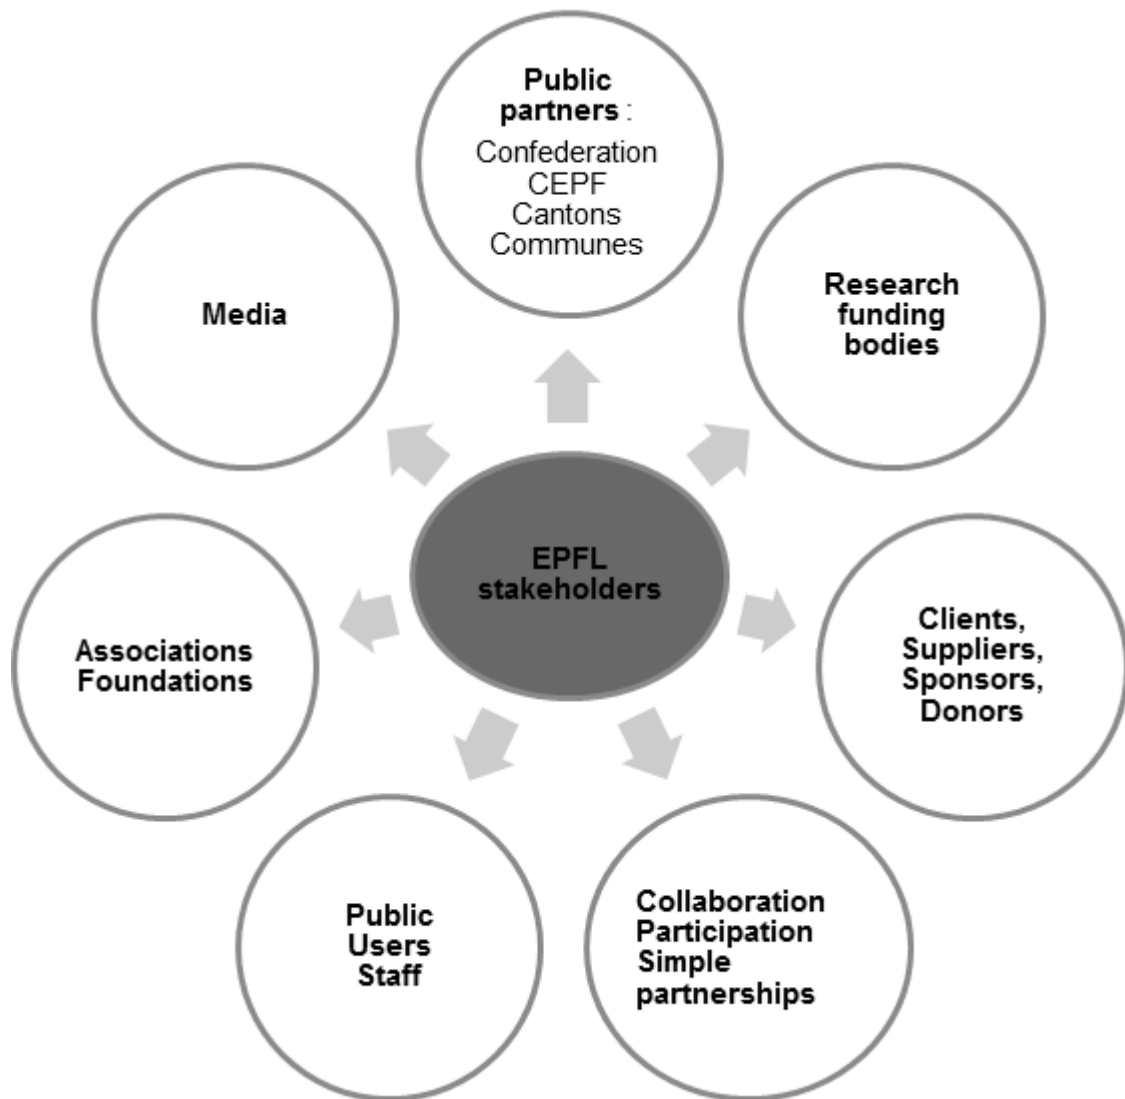 Public
partners :
Confederation
CEPF
Cantons
Communes
Research
funding
bodies
Media
EPFL
stakeholders
Clients,
Suppliers,
Sponsors,
Donors
Associations
Foundations
Collaboration
Participation
Simple
partnerships
Public
Users
Staff